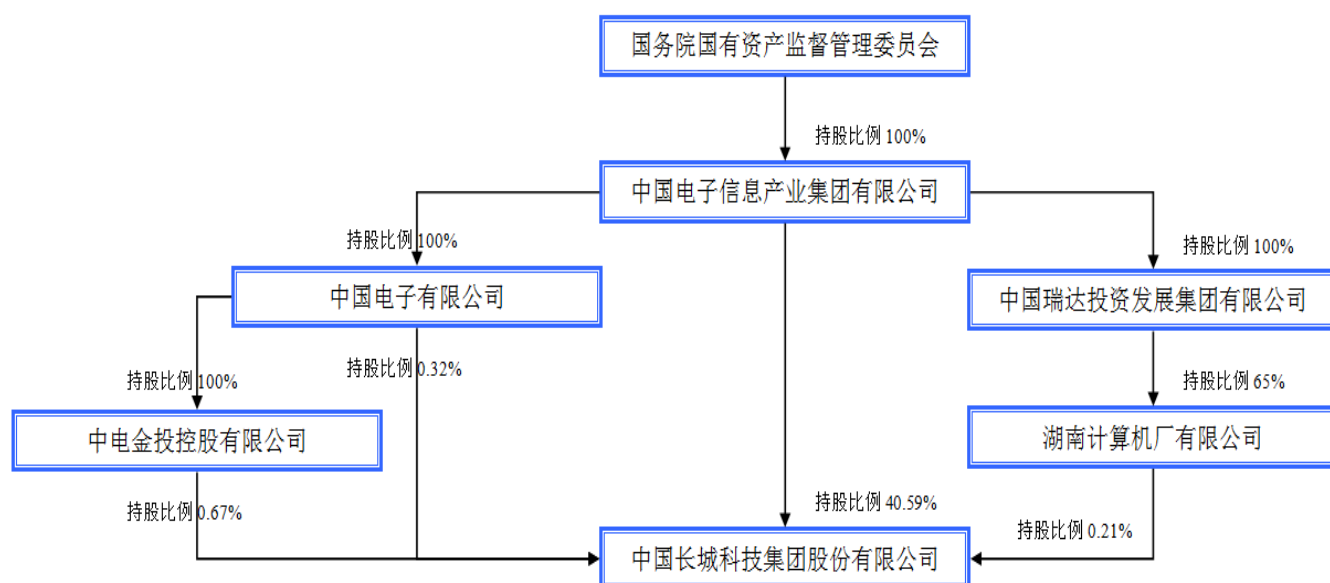 国务院国有资产监督管理委员会
持股比例 100%
中国电子信息产业集团有限公司
持股比例 100%
持股比例 100%
中国电子有限公司
中国瑞达投资发展集团有限公司
持股比例 100%
持股比例 0.32%
持股比例 65%
中电金投控股有限公司
湖南计算机厂有限公司
持股比例 0.67%
持股比例 40.59%
持股比例 0.21%
中国长城科技集团股份有限公司